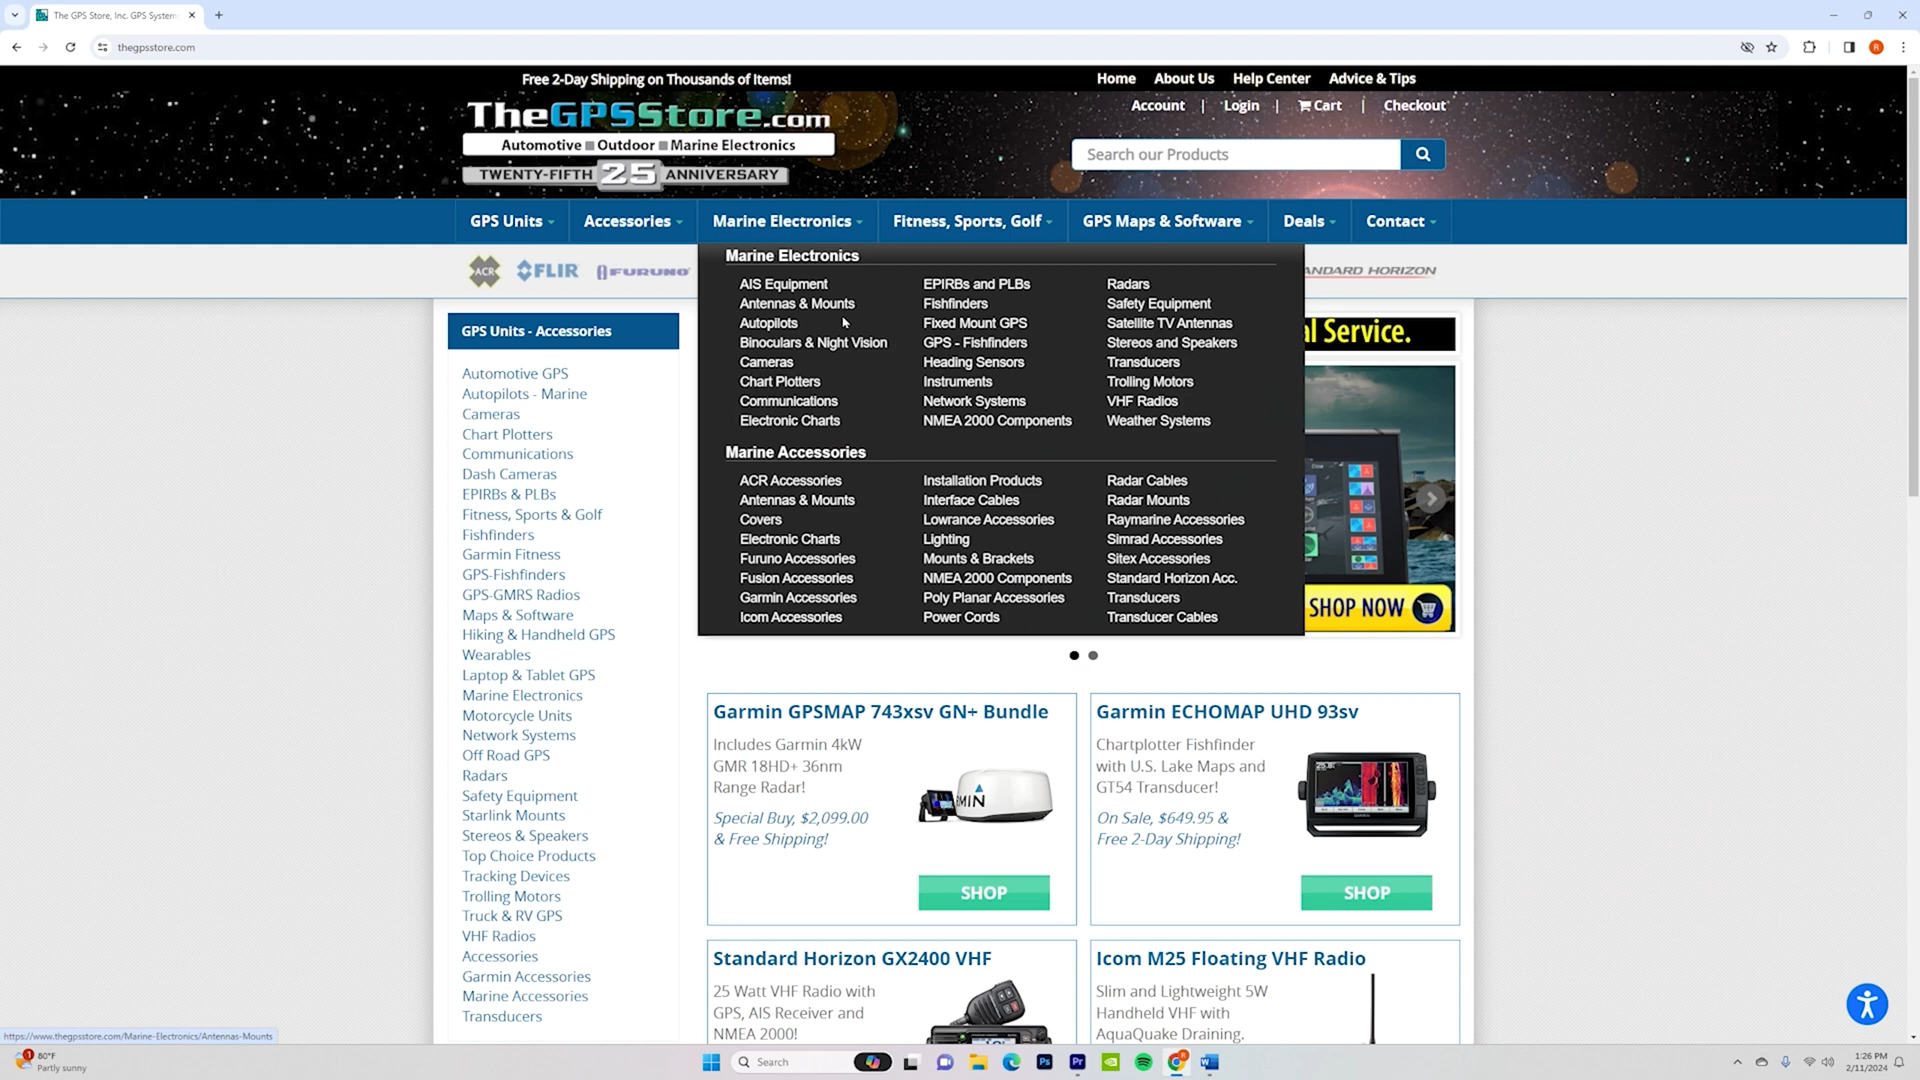 The GPS Store, Inc. GPS System
thegpsstore.com
Free 2-Day Shipping on Thousands of Items!
Home About Us Help Center Advice & Tips
TheGPSStore.com
Account | Login | Cart | Checkout
Automotive Outdoor Marine Electronics
Search our Products
TWENTY-FIFTH 25 ANNIVERSARY
GPS Units Accessories Marine Electronics Fitness, Sports, Golf GPS Maps & Software Deals Contact
ACR FLIR FURUNO ANDARD HORIZON
Marine Electronics
AIS Equipment EPIRBs and PLBs Radars
Antennas & Mounts Fishfinders Safety Equipment
Autopilots Fixed Mount GPS Satellite TV Antennas
Binoculars & Night Vision GPS - Fishfinders Stereos and Speakers
Cameras Heading Sensors Transducers
Chart Plotters Instruments Trolling Motors
Communications Network Systems VHF Radios
Electronic Charts NMEA 2000 Components Weather Systems
Marine Accessories
ACR Accessories Installation Products Radar Cables
Antennas & Mounts Interface Cables Radar Mounts
Covers Lowrance Accessories Raymarine Accessories
Electronic Charts Lighting Simrad Accessories
Furuno Accessories Mounts & Brackets Sitex Accessories
Fusion Accessories NMEA 2000 Components Standard Horizon Acc.
Garmin Accessories Poly Planar Accessories Transducers
Icom Accessories Power Cords Transducer Cables
al Service.
SHOP NOW
GPS Units - Accessories
Automotive GPS
Autopilots - Marine
Cameras
Chart Plotters
Communications
Dash Cameras
EPIRBs & PLBs
Fitness, Sports & Golf
Fishfinders
Garmin Fitness
GPS-Fishfinders
GPS-GMRS Radios
Maps & Software
Hiking & Handheld GPS
Wearables
Laptop & Tablet GPS
Marine Electronics
Motorcycle Units
Network Systems
Off Road GPS
Radars
Safety Equipment
Starlink Mounts
Stereos & Speakers
Top Choice Products
Tracking Devices
Trolling Motors
Truck & RV GPS
VHF Radios
Accessories
Garmin Accessories
Marine Accessories
Transducers
Garmin GPSMAP 743xsv GN+ Bundle
Includes Garmin 4kW
GMR 18HD+ 36nm
Range Radar!
Special Buy, $2,099.00
& Free Shipping!
SHOP
Garmin ECHOMAP UHD 93sv
Chartplotter Fishfinder
with U.S. Lake Maps and
GT54 Transducer!
On Sale, $649.95 &
Free 2-Day Shipping!
SHOP
Standard Horizon GX2400 VHF
25 Watt VHF Radio with
GPS, AIS Receiver and
NMEA 2000!
Icom M25 Floating VHF Radio
Slim and Lightweight 5W
Handheld VHF with
AquaQuake Draining.
https://www.thegpsstore.com/Marine-Electronics/Antennas-Mounts
1
80°F
Partly sunny
Search
1:26 PM
2/11/2024